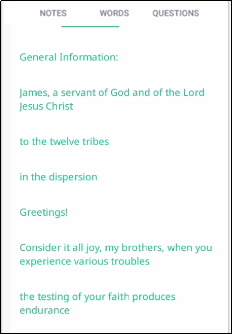 NOTES WORDS QUESTIONS
General Information:
James, a servant of God and of the Lord
Jesus Christ
to the twelve tribes
in the dispersion
Greetings!
Consider it all joy, my brothers, when you
experience various troubles
the testing of your faith produces
endurance